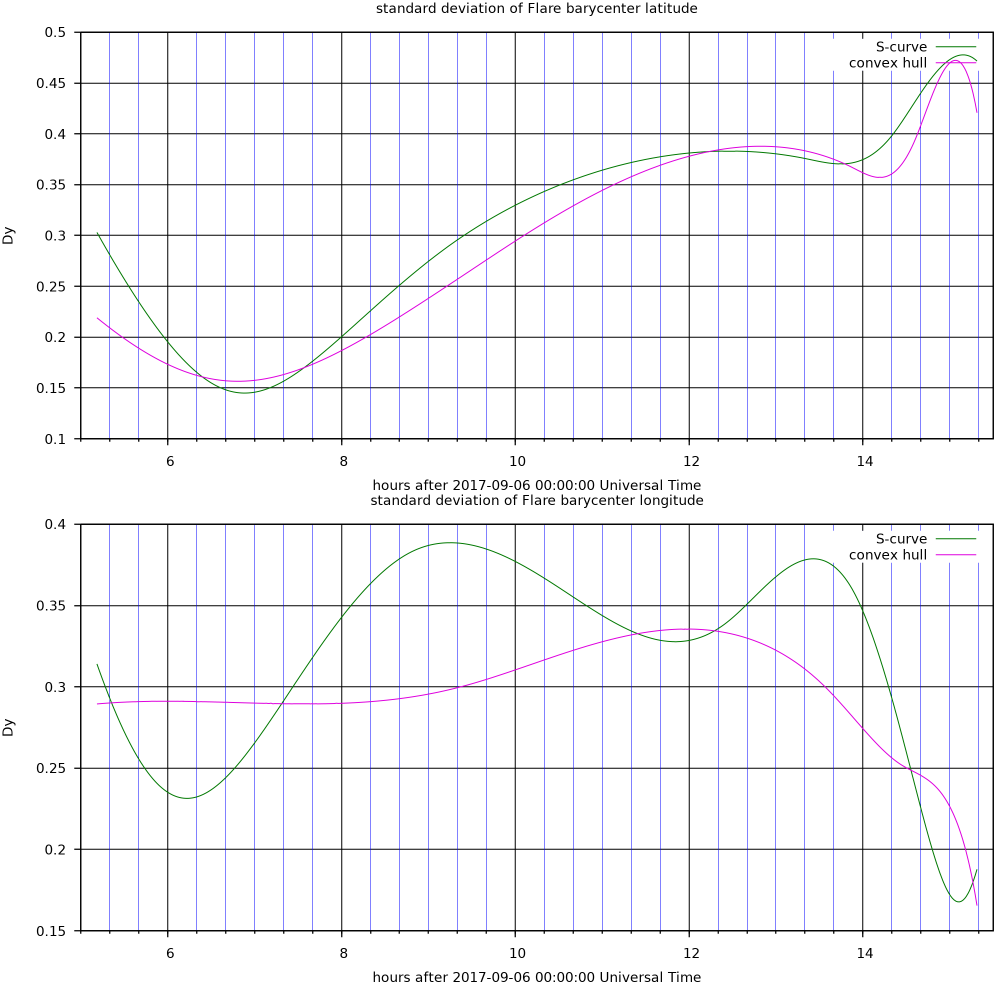 standard deviation of Flare barycenter latitude
0.5
S-curve
convex hull
0.45
0.4
0.35
0.3
Dy
0.25
0.2
0.15
0.1
6 8 10 12 14
hours after 2017-09-06 00:00:00 Universal Time
standard deviation of Flare barycenter longitude
0.4
S-curve
convex hull
0.35
0.3
Dy
0.25
0.2
0.15
6 8 10 12 14
hours after 2017-09-06 00:00:00 Universal Time